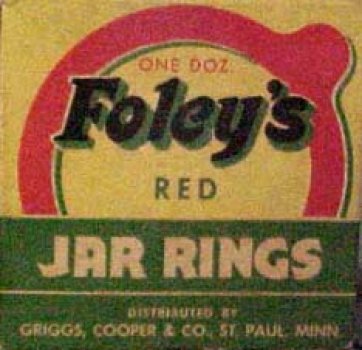 ONE DOZ.
Foley's
RED
JAR RINGS
DISTRIBUTED BY
GRIGGS, COOPER & CO., ST. PAUL. MINN